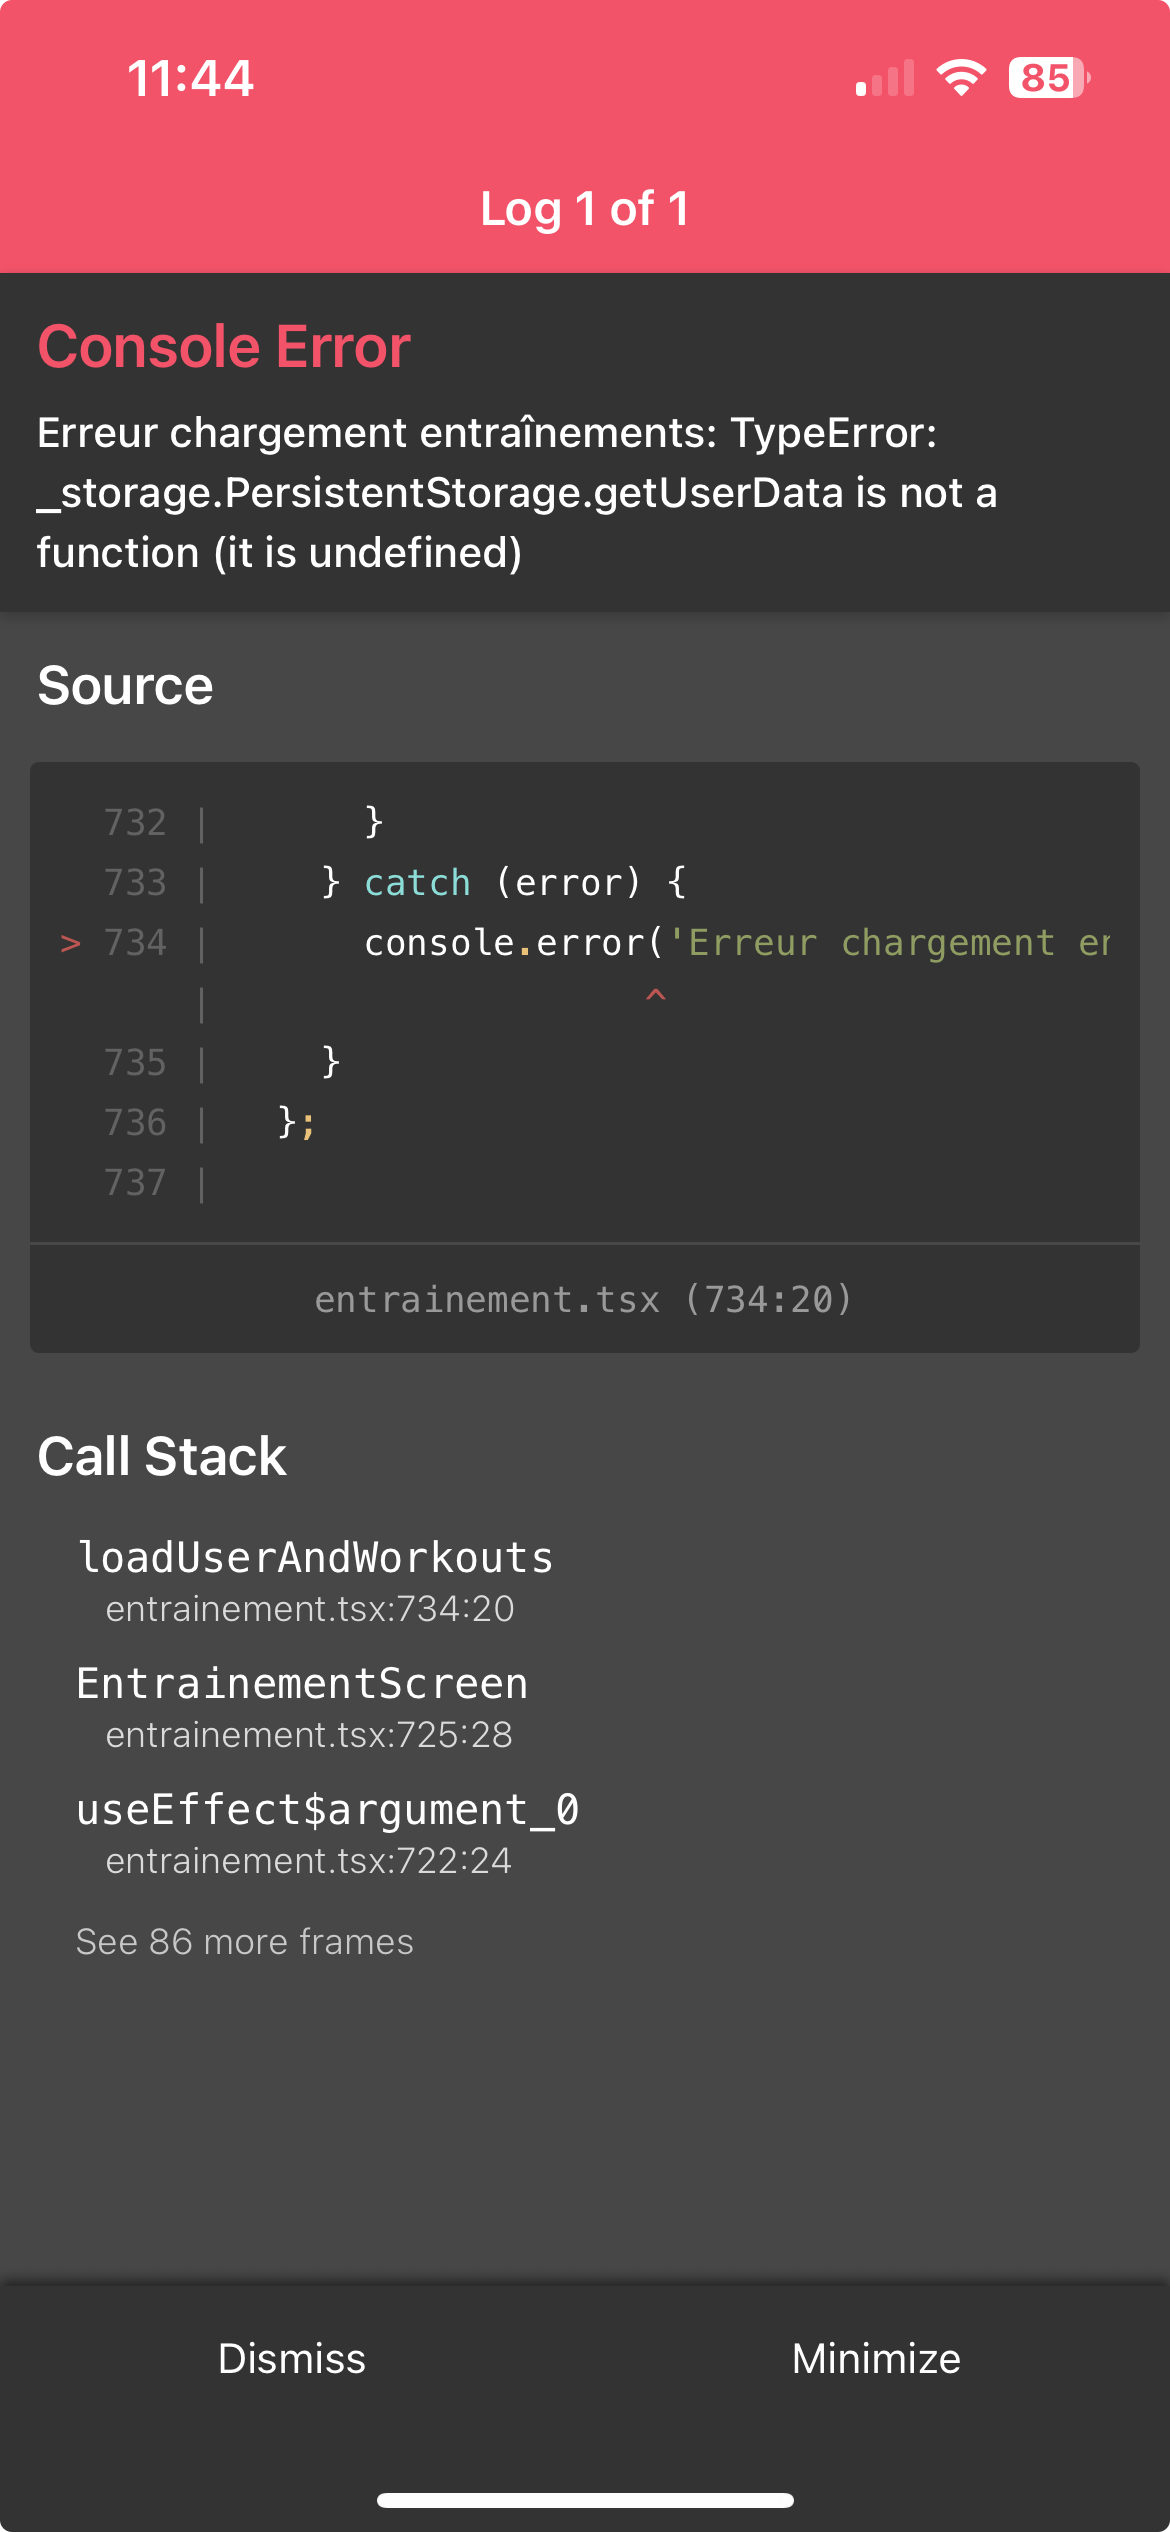 11:44
85
Log 1 of 1
Console Error
Erreur chargement entraînements: TypeError:
_storage.PersistentStorage.getUserData is not a
function (it is undefined)
Source
732 | }
733 | } catch (error) {
> 734 | console.error('Erreur chargement en
| ^
735 | }
736 | };
737 |
entrainement.tsx (734:20)
Call Stack
loadUserAndWorkouts
entrainement.tsx:734:20
EntrainementScreen
entrainement.tsx:725:28
useEffect$argument_0
entrainement.tsx:722:24
See 86 more frames
Dismiss
Minimize